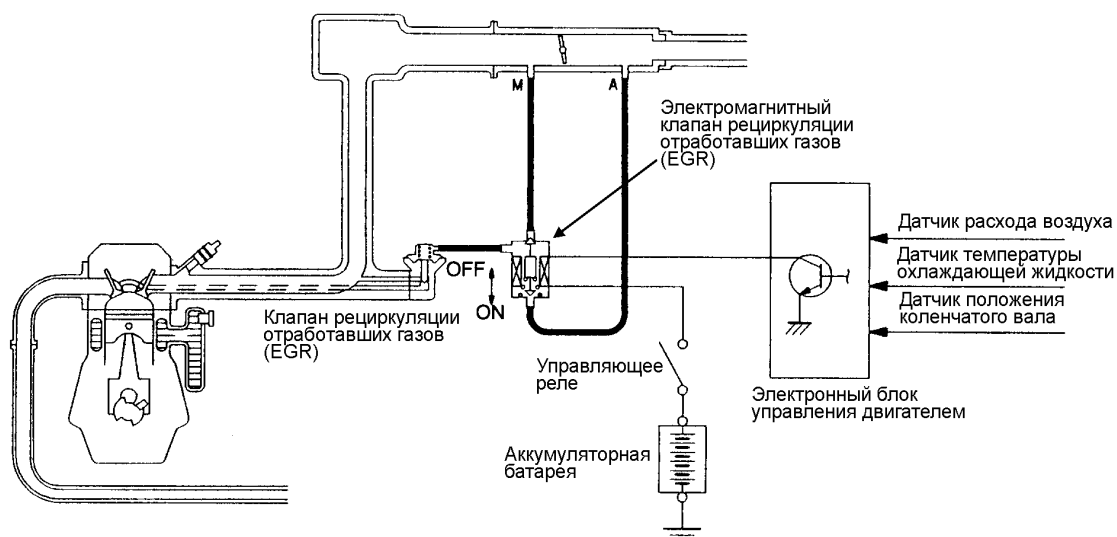 M
A
Электромагнитный
клапан рециркуляции
отработавших газов
(EGR)
Датчик расхода воздуха
Датчик температуры
охлаждающей жидкости
Датчик положения
коленчатого вала
OFF
ON
Клапан рециркуляции
отработавших газов
(EGR)
Управляющее
реле
Электронный блок
управления двигателем
Аккумуляторная
батарея